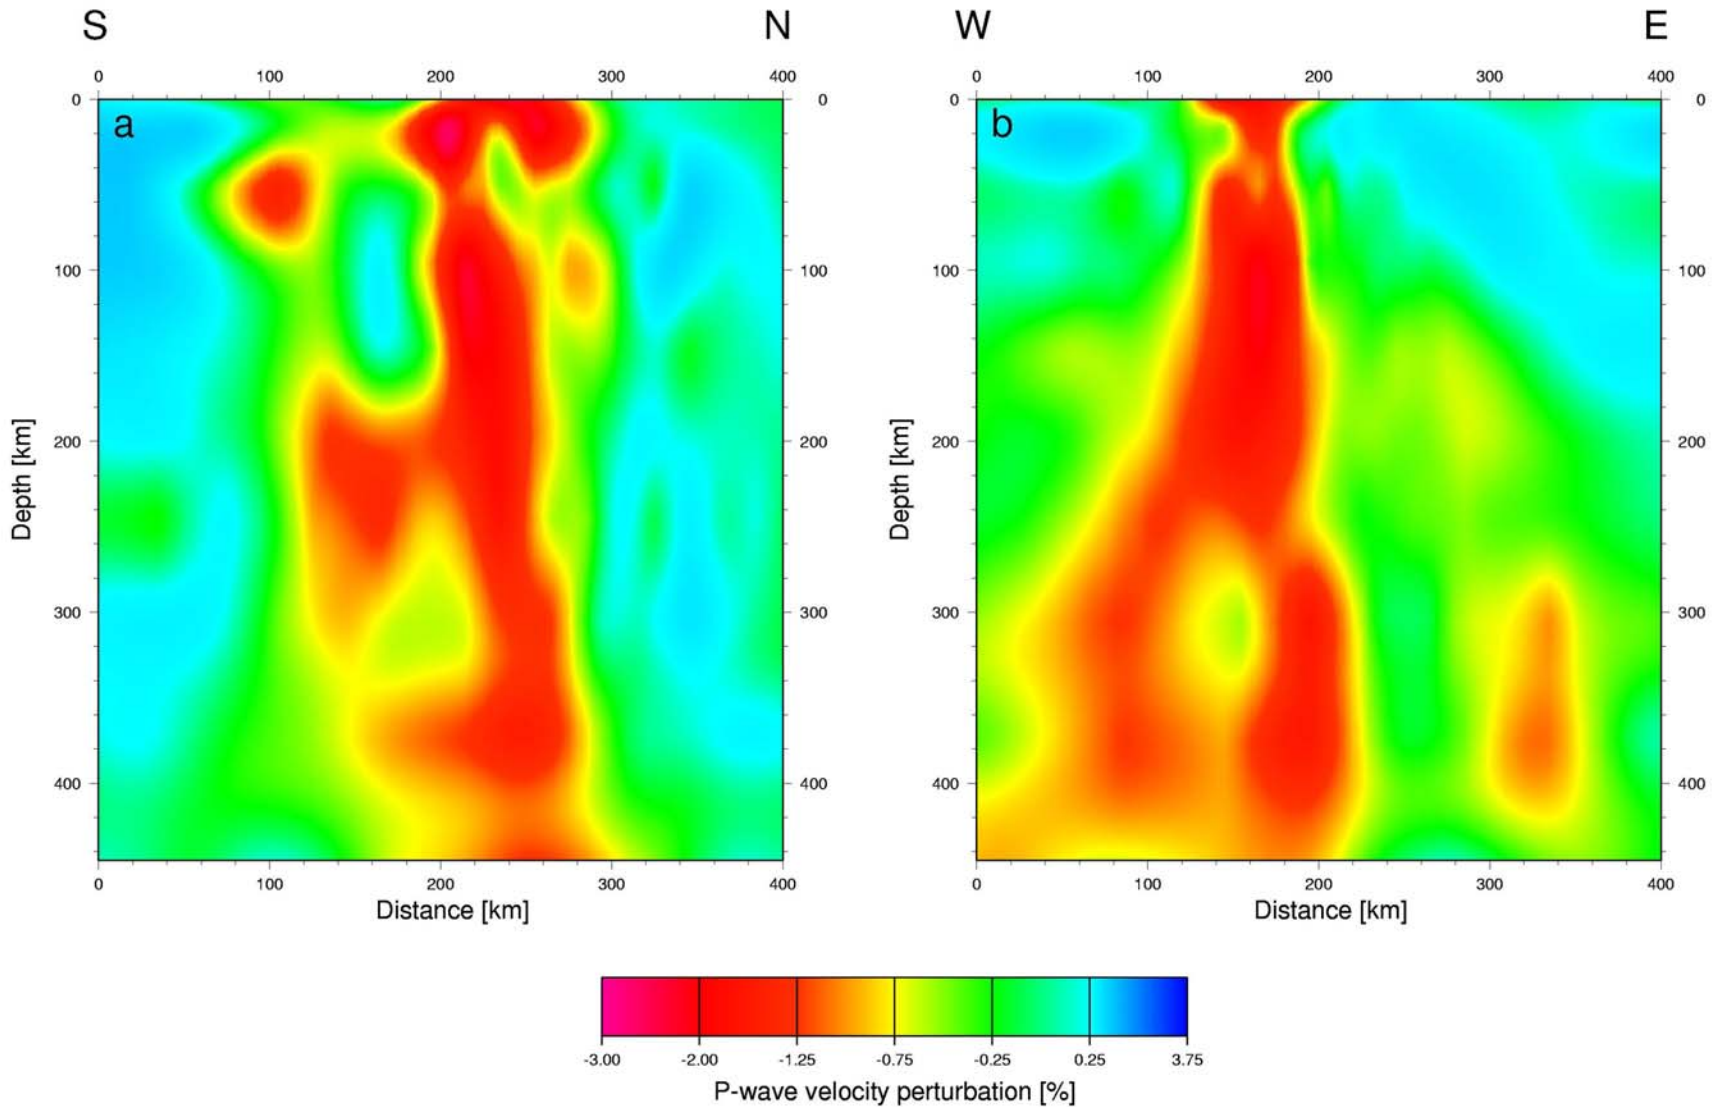 S N W E
0 100 200 300 400 0 100 200 300 400
0 0 0 0
a b
100 100 100 100
200 200 200 200
Depth [km] Depth [km]
300 300 300 300
400 400 400 400
0 100 200 300 400 0 100 200 300 400
Distance [km] Distance [km]
-3.00 -2.00 -1.25 -0.75 -0.25 0.25 3.75
P-wave velocity perturbation [%]